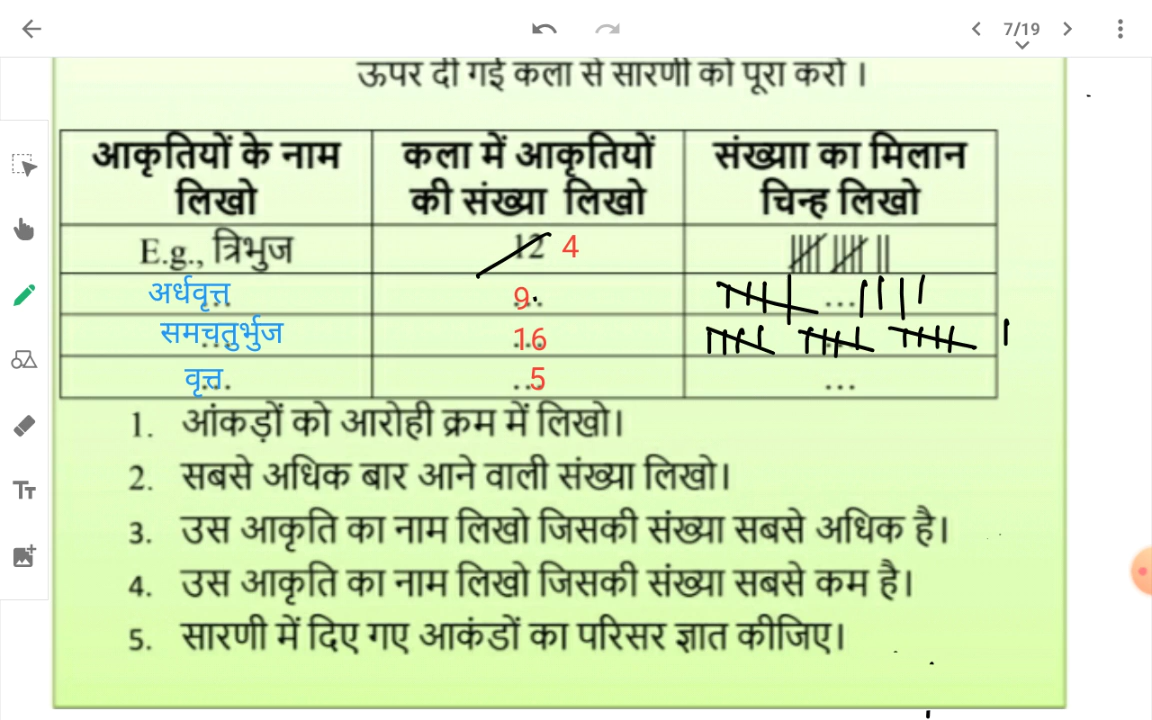 7/19
ऊपर दी गई कला से सारणी को पूरा करो ।
आकृतियों के नाम लिखो
कला में आकृतियों की संख्या लिखो
संख्याा का मिलान चिन्ह लिखो
E.g., त्रिभुज 12 4
अर्धवृत्त ... 9 ... ...
समचतुर्भुज ... 16 ...
वृत्त ... 5 ... ...
1. आंकड़ों को आरोही क्रम में लिखो।
2. सबसे अधिक बार आने वाली संख्या लिखो।
3. उस आकृति का नाम लिखो जिसकी संख्या सबसे अधिक है।
4. उस आकृति का नाम लिखो जिसकी संख्या सबसे कम है।
5. सारणी में दिए गए आकंडों का परिसर ज्ञात कीजिए।
Tт